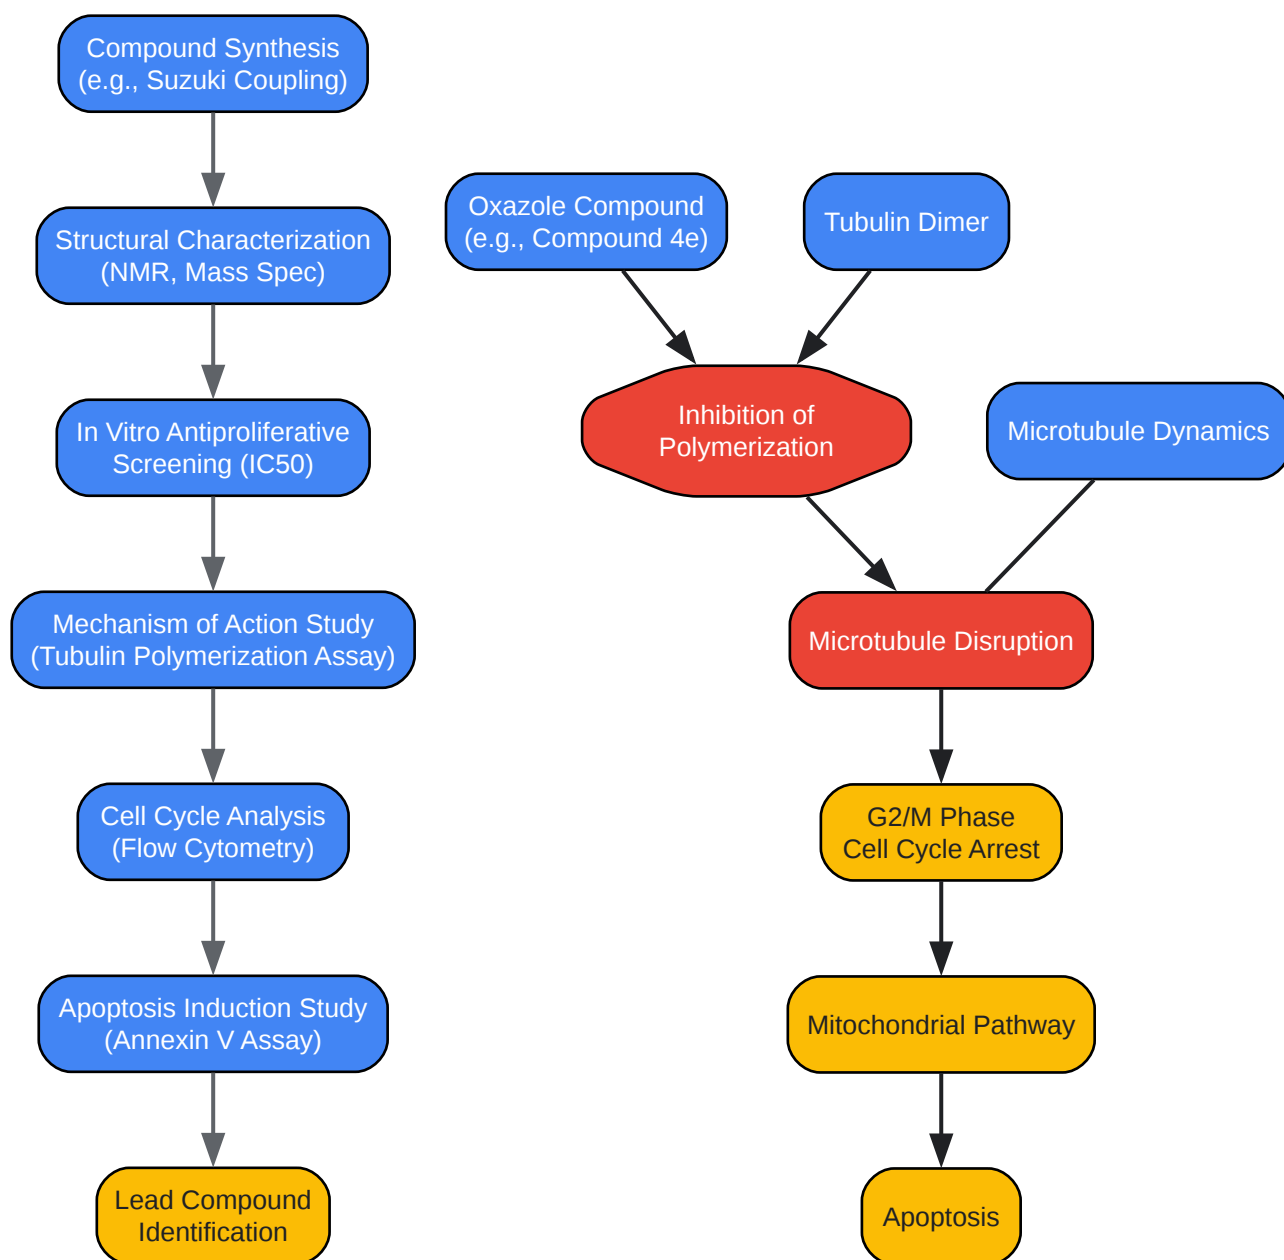 Compound Synthesis
(e.g., Suzuki Coupling)
Structural Characterization
(NMR, Mass Spec)
In Vitro Antiproliferative
Screening (IC50)
Mechanism of Action Study
(Tubulin Polymerization Assay)
Cell Cycle Analysis
(Flow Cytometry)
Apoptosis Induction Study
(Annexin V Assay)
Lead Compound
Identification
Oxazole Compound
(e.g., Compound 4e)
Tubulin Dimer
Inhibition of
Polymerization
Microtubule Dynamics
Microtubule Disruption
G2/M Phase
Cell Cycle Arrest
Mitochondrial Pathway
Apoptosis